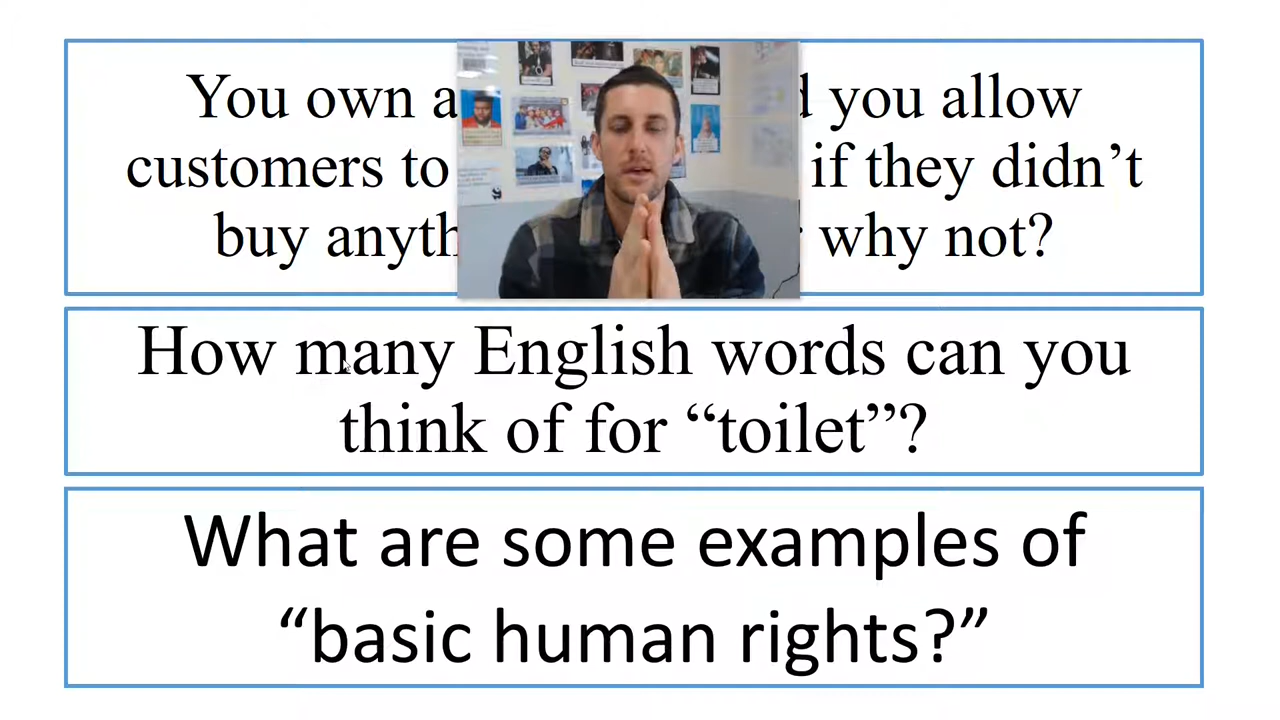 You own a you allow
customers to if they didn’t
buy anyth why not?
How many English words can you
think of for “toilet”?
What are some examples of
“basic human rights?”